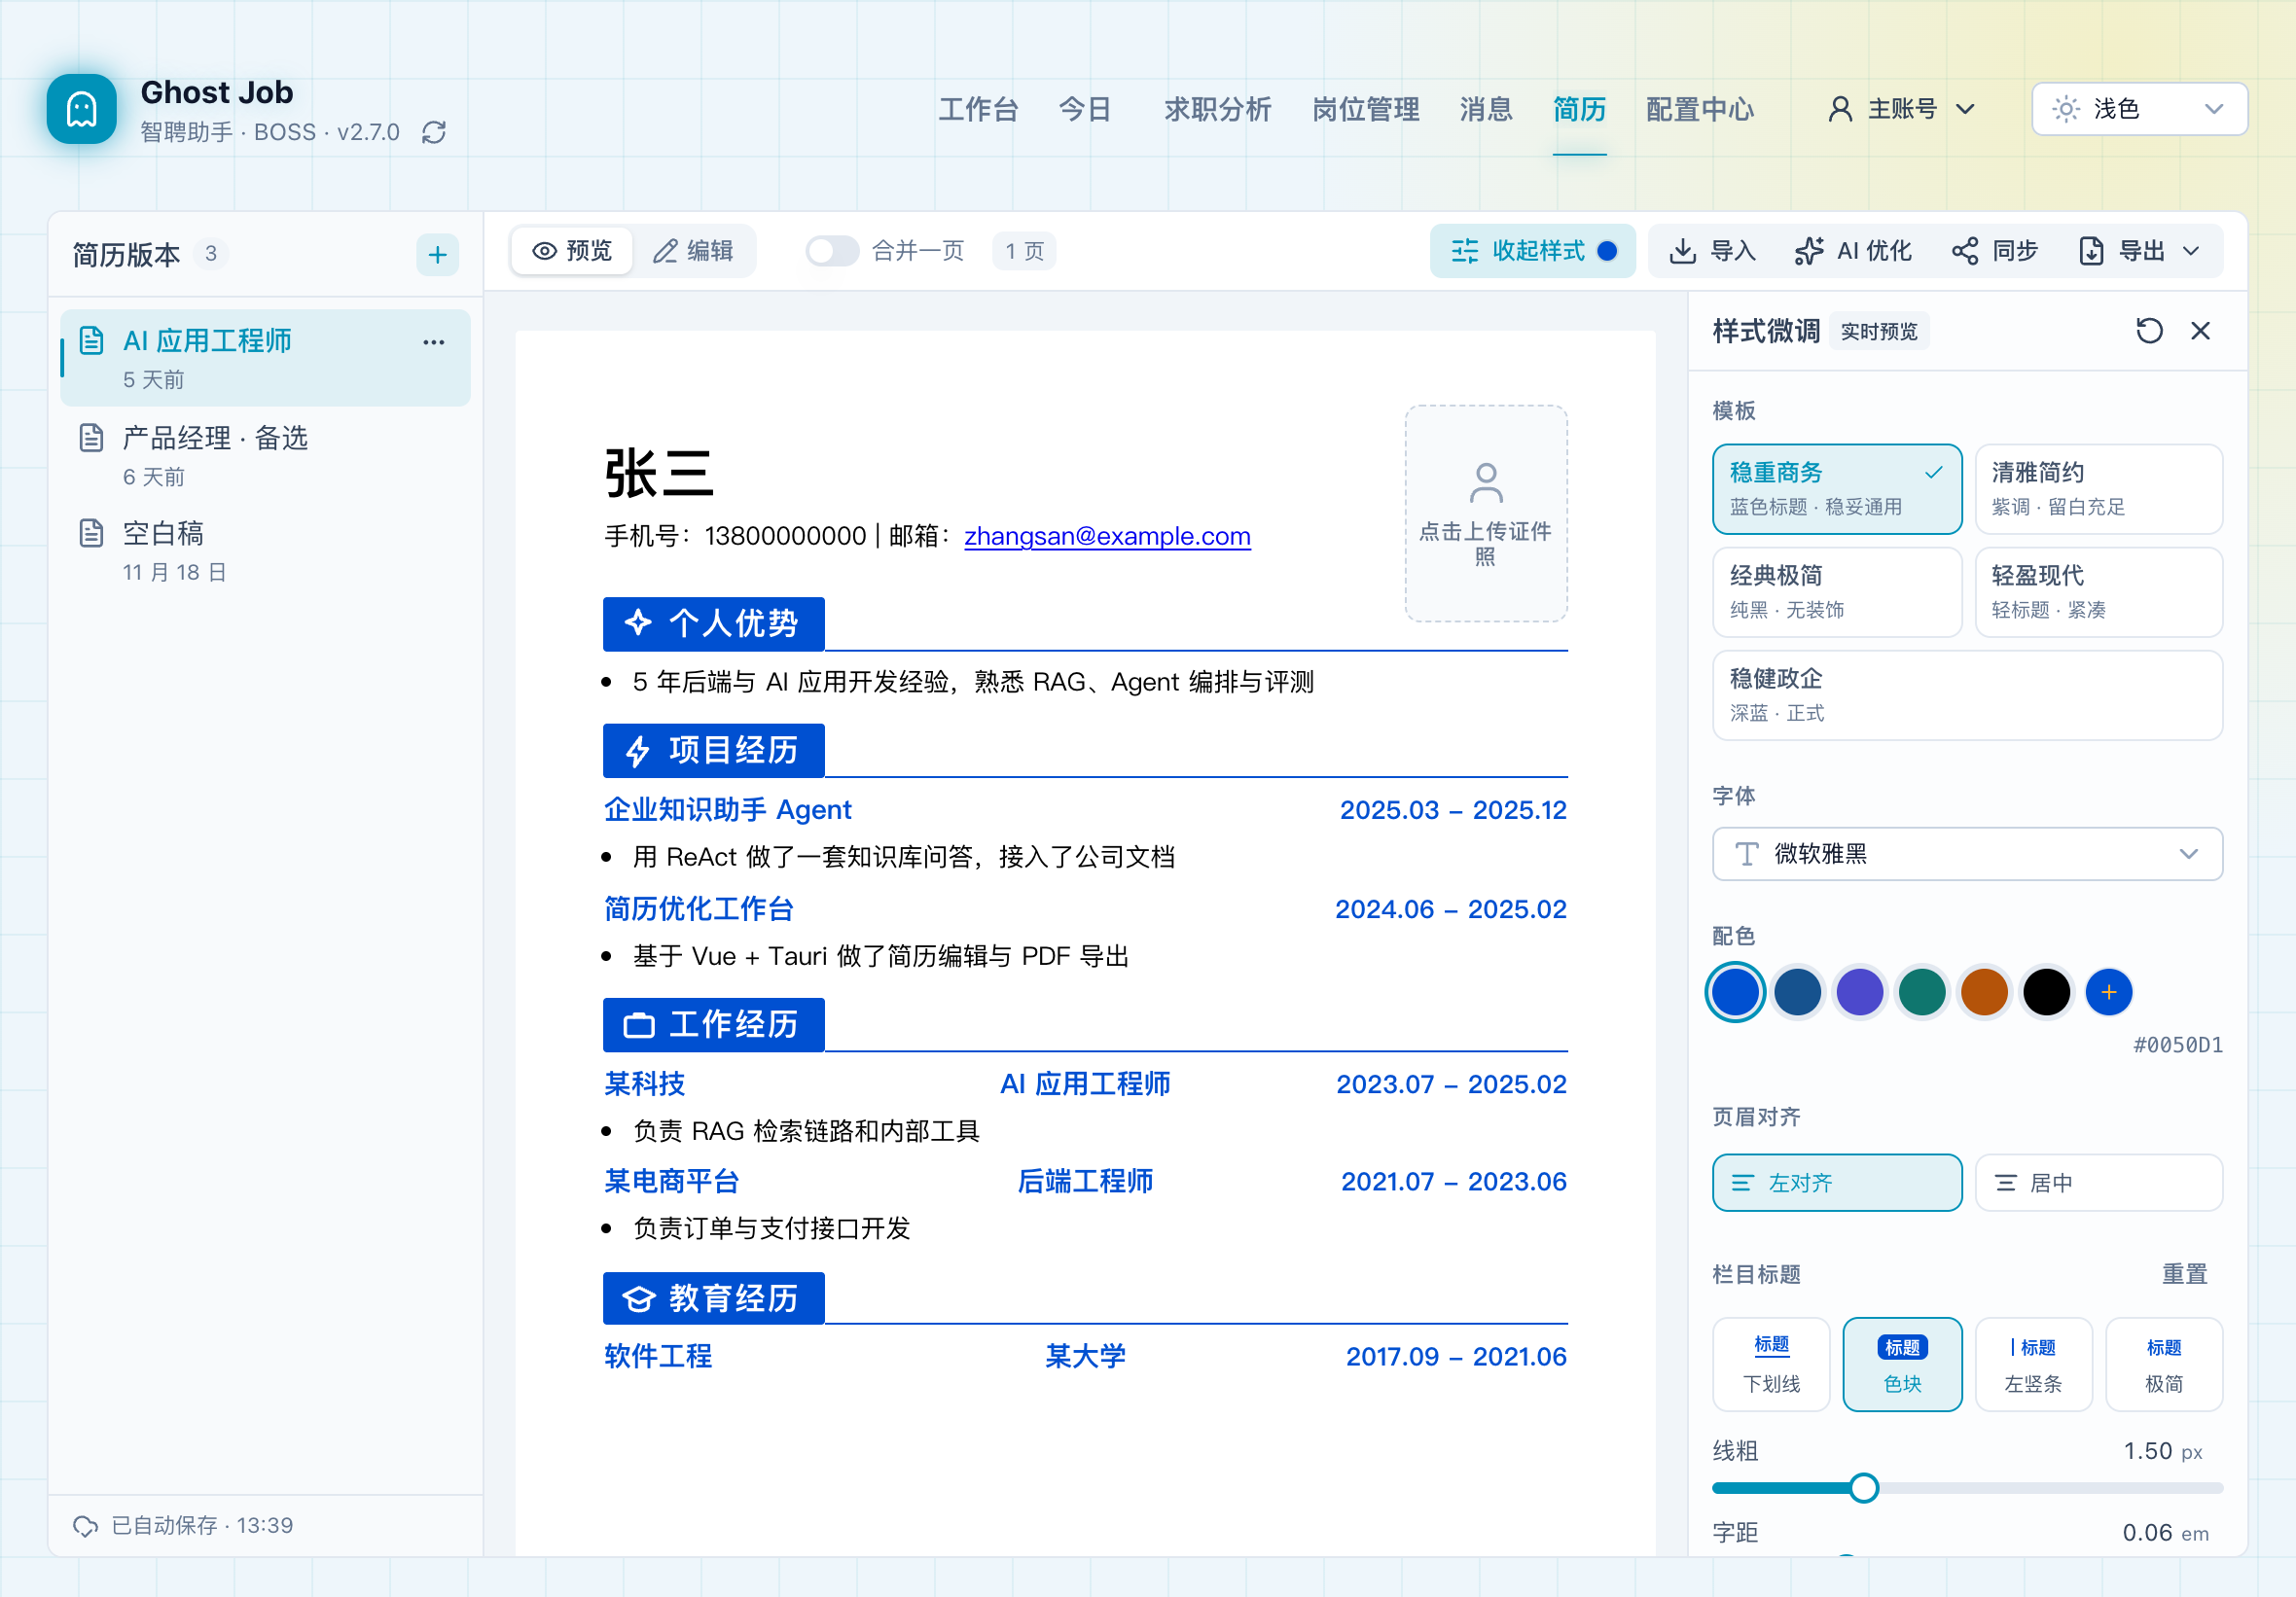 Ghost Job
智聘助手 · BOSS · v2.7.0
工作台 今日 求职分析 岗位管理 消息 简历 配置中心
主账号
浅色
简历版本 3
AI 应用工程师
5 天前
产品经理 · 备选
6 天前
空白稿
11 月 18 日
已自动保存 · 13:39
预览 编辑 合并一页 1 页
收起样式 导入 AI 优化 同步 导出
张三
手机号：13800000000 | 邮箱：zhangsan@example.com
点击上传证件
照
个人优势
5 年后端与 AI 应用开发经验，熟悉 RAG、Agent 编排与评测
项目经历
企业知识助手 Agent 2025.03 – 2025.12
用 ReAct 做了一套知识库问答，接入了公司文档
简历优化工作台 2024.06 – 2025.02
基于 Vue + Tauri 做了简历编辑与 PDF 导出
工作经历
某科技 AI 应用工程师 2023.07 – 2025.02
负责 RAG 检索链路和内部工具
某电商平台 后端工程师 2021.07 – 2023.06
负责订单与支付接口开发
教育经历
软件工程 某大学 2017.09 – 2021.06
样式微调 实时预览
模板
稳重商务
蓝色标题 · 稳妥通用
清雅简约
紫调 · 留白充足
经典极简
纯黑 · 无装饰
轻盈现代
轻标题 · 紧凑
稳健政企
深蓝 · 正式
字体
微软雅黑
配色
#0050D1
页眉对齐
左对齐 居中
栏目标题 重置
标题 标题 标题 标题
下划线 色块 左竖条 极简
线粗 1.50 px
字距 0.06 em